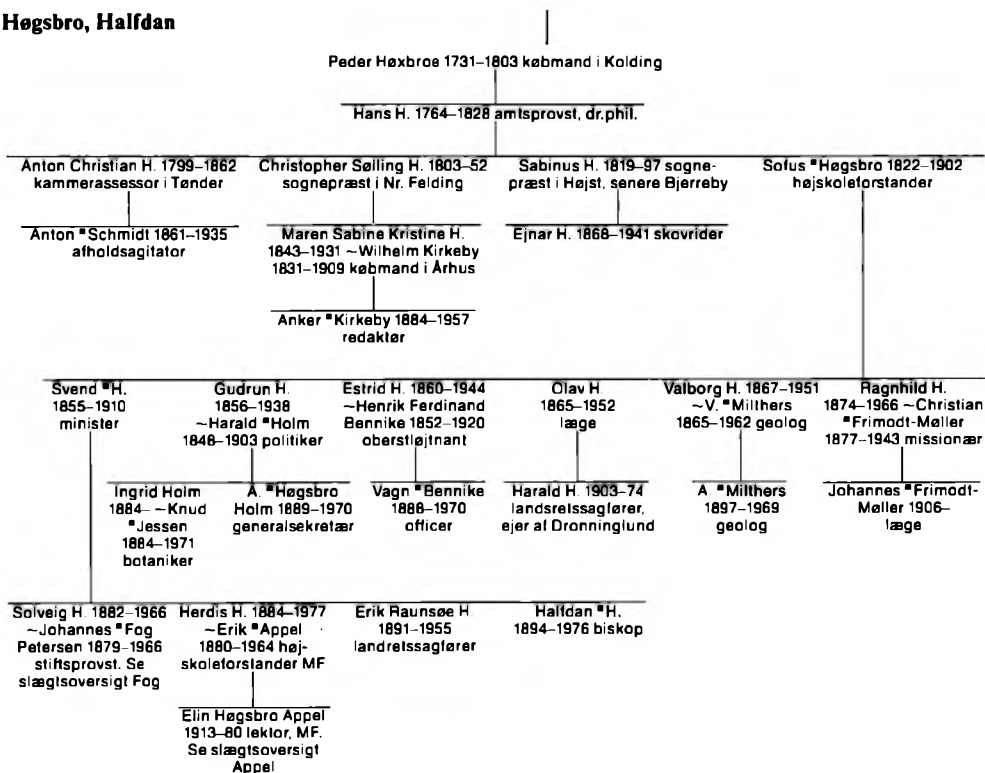 Høgsbro, Halfdan
Peder Høxbroe 1731–1803 købmand i Kolding
Hans H. 1764–1828 amtsprovst, dr.phil.
Anton Christian H. 1799–1862
kammerassessor i Tønder
Christopher Sølling H. 1803–52
sognepræst i Nr. Felding
Sabinus H. 1819–97 sogne-
præst i Højst, senere Bjerreby
Sofus ▪Høgsbro 1822–1902
højskoleforstander
Anton ▪Schmidt 1861–1935
afholdsagitator
Maren Sabine Kristine H.
1843–1931 ~Wilhelm Kirkeby
1831–1909 købmand i Århus
Ejnar H. 1868–1941 skovrider
Anker ▪Kirkeby 1884–1957
redaktør
Svend ▪H.
1855–1910
minister
Gudrun H.
1856–1938
~Harald ▪Holm
1848–1903 politiker
Estrid H. 1860–1944
~Henrik Ferdinand
Bennike 1852–1920
oberstløjtnant
Olav H
1865–1952
læge
Valborg H. 1867–1951
~V. ▪Milthers
1865–1962 geolog
Ragnhild H.
1874–1966 ~Christian
▪Frimodt-Møller
1877–1943 missionær
Ingrid Holm
1884– ~Knud
▪Jessen
1884–1971
botaniker
A. ▪Høgsbro
Holm 1889–1970
generalsekretær
Vagn ▪Bennike
1888–1970
officer
Harald H. 1903–74
landsretssagfører,
ejer af Dronninglund
A. ▪Milthers
1897–1969
geolog
Johannes ▪Frimodt-
Møller 1906–
læge
Solveig H. 1882–1966
~Johannes ▪Fog
Petersen 1879–1966
stiftsprovst. Se
slægtsoversigt Fog
Herdis H. 1884–1977
~Erik ▪Appel
1880–1964 høj-
skoleforstander MF
Erik Raunsøe H.
1891–1955
landretssagfører
Halfdan ▪H.
1894–1976 biskop
Elin Høgsbro Appel
1913–80 lektor, MF.
Se slægtsoversigt
Appel